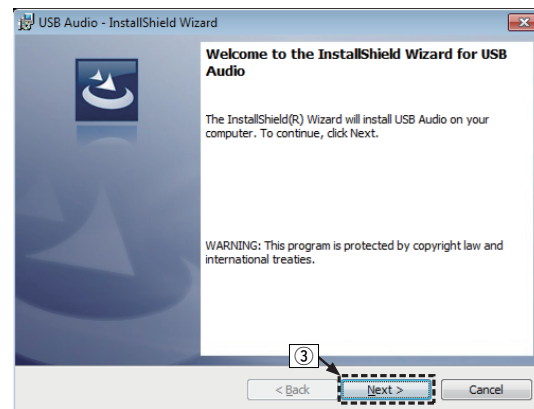 USB Audio - InstallShield Wizard
Welcome to the InstallShield Wizard for USB
Audio
The InstallShield(R) Wizard will install USB Audio on your
computer. To continue, click Next.
WARNING: This program is protected by copyright law and
international treaties.
③
< Back
Next >
Cancel